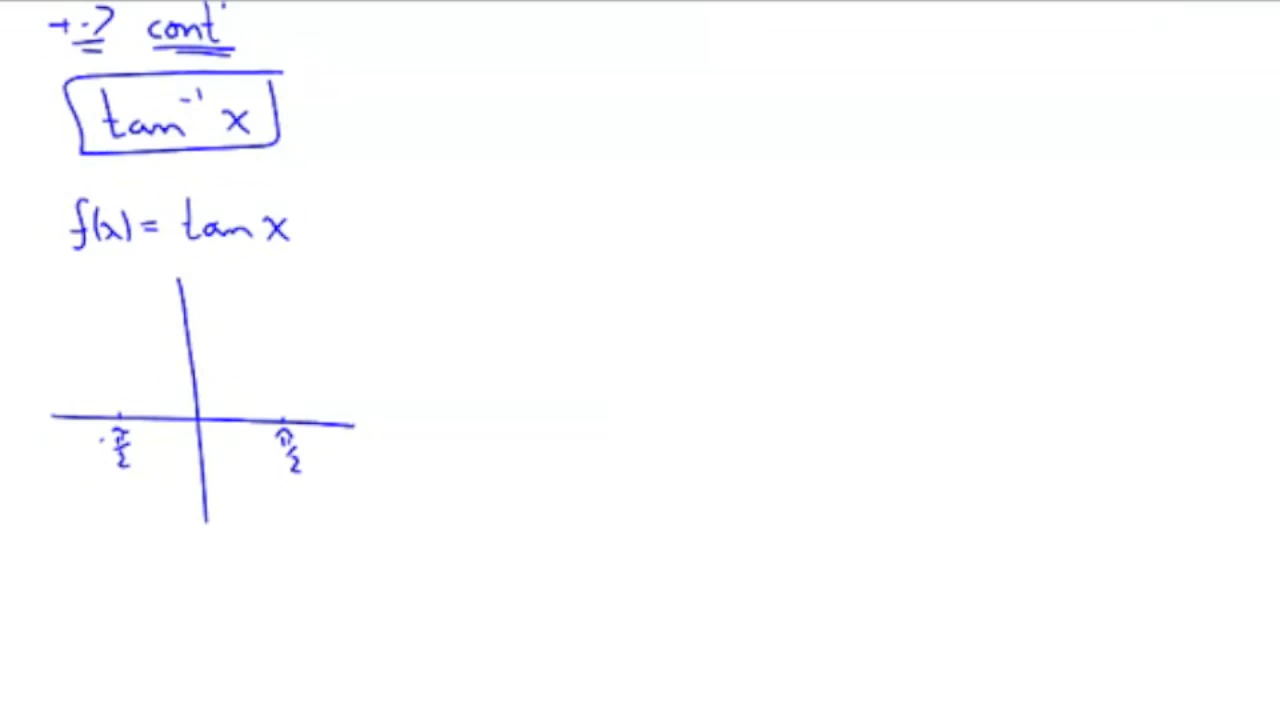 cont'
tan⁻¹ x
f(x) = tan x
-π/2 π/2